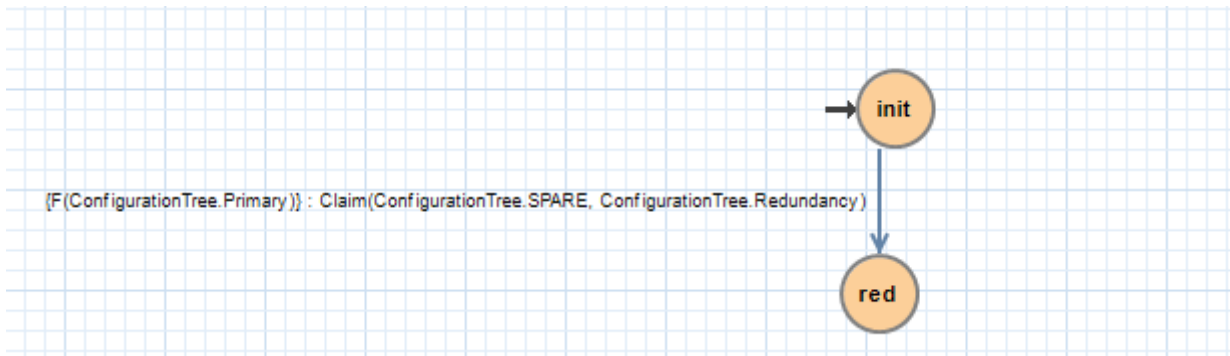 init
{F(ConfigurationTree.Primary)} : Claim(ConfigurationTree.SPARE, ConfigurationTree.Redundancy)
red